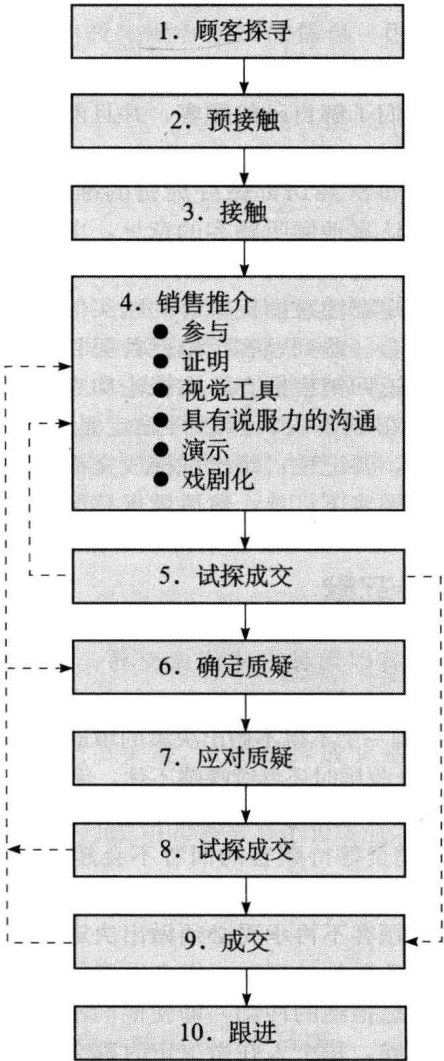 1. 顾客探寻
2. 预接触
3. 接触
4. 销售推介
● 参与
● 证明
● 视觉工具
● 具有说服力的沟通
● 演示
● 戏剧化
5. 试探成交
6. 确定质疑
7. 应对质疑
8. 试探成交
9. 成交
10. 跟进